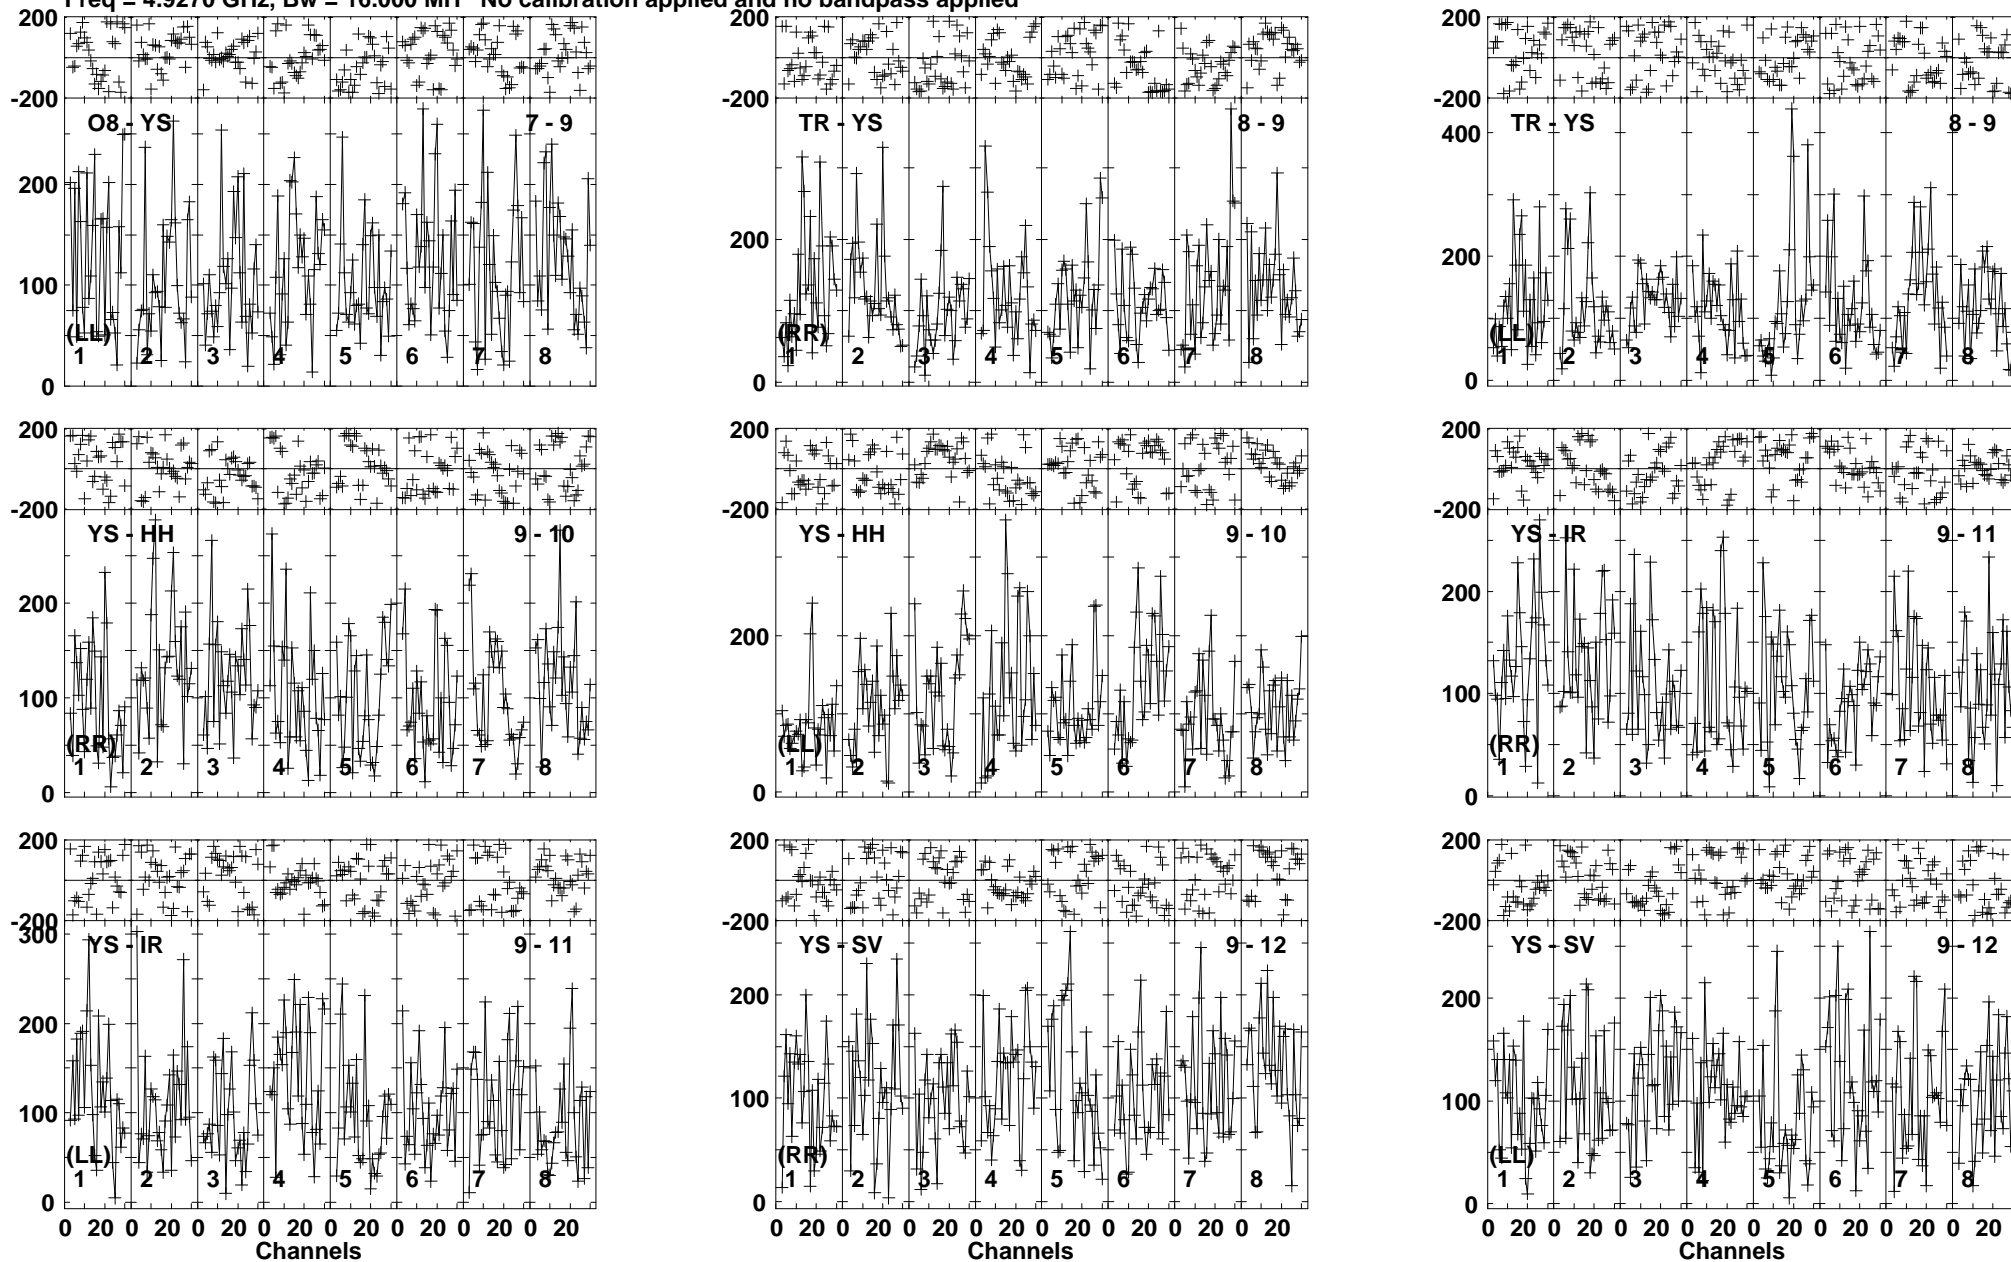 Freq = 4.9270 GHz, Bw = 16.000 MH No calibration applied and no bandpass applied
200 200 200
-200 -200 -200
O8 - YS 7 - 9 TR - YS 8 - 9 TR - YS 8 - 9
400
200 200 200
100
(LL) (RR) (LL)
1 2 3 4 5 6 7 8 1 2 3 4 5 6 7 8 1 2 3 4 5 6 7 8
0 0 0
200 200 200
-200 -200 -200
YS - HH 9 - 10 YS - HH 9 - 10 YS - IR 9 - 11
200 200 200
100 100
(RR) (LL) (RR)
1 2 3 4 5 6 7 8 1 2 3 4 5 6 7 8 1 2 3 4 5 6 7 8
0 0 0
200 200 200
-200 -200 -200
300
YS - IR 9 - 11 YS - SV 9 - 12 YS - SV 9 - 12
200 200 200
100 100 100
(LL) (RR) (LL)
1 2 3 4 5 6 7 8 1 2 3 4 5 6 7 8 1 2 3 4 5 6 7 8
0 0 0
0 20 0 20 0 20 0 20 0 20 0 20 0 20 0 20 0 20 0 20 0 20 0 20 0 20 0 20 0 20 0 20 0 20 0 20 0 20 0 20 0 20 0 20 0 20 0 20
Channels Channels Channels